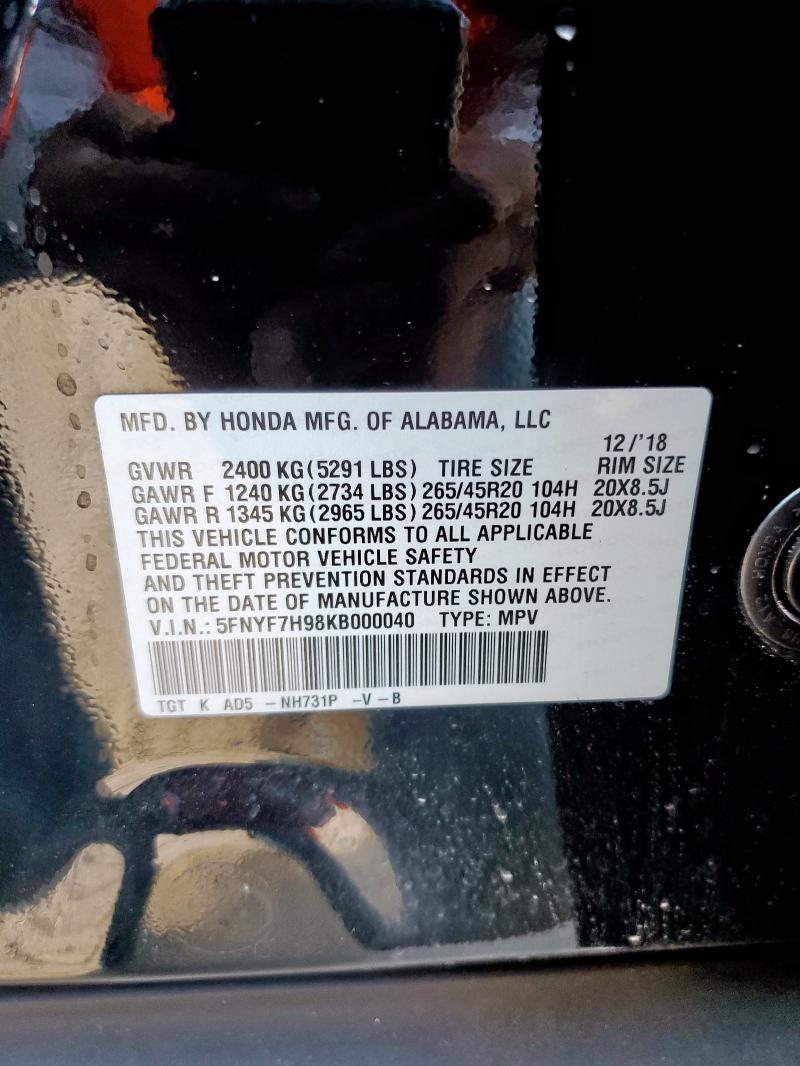 MFD. BY HONDA MFG. OF ALABAMA, LLC
12/'18
GVWR 2400 KG (5291 LBS) TIRE SIZE RIM SIZE
GAWR F 1240 KG (2734 LBS) 265/45R20 104H 20X8.5J
GAWR R 1345 KG (2965 LBS) 265/45R20 104H 20X8.5J
THIS VEHICLE CONFORMS TO ALL APPLICABLE
FEDERAL MOTOR VEHICLE SAFETY
AND THEFT PREVENTION STANDARDS IN EFFECT
ON THE DATE OF MANUFACTURE SHOWN ABOVE.
V.I.N.: 5FNYF7H98KB000040 TYPE: MPV
TGT K AD5 - NH731P - V - B
HONDA